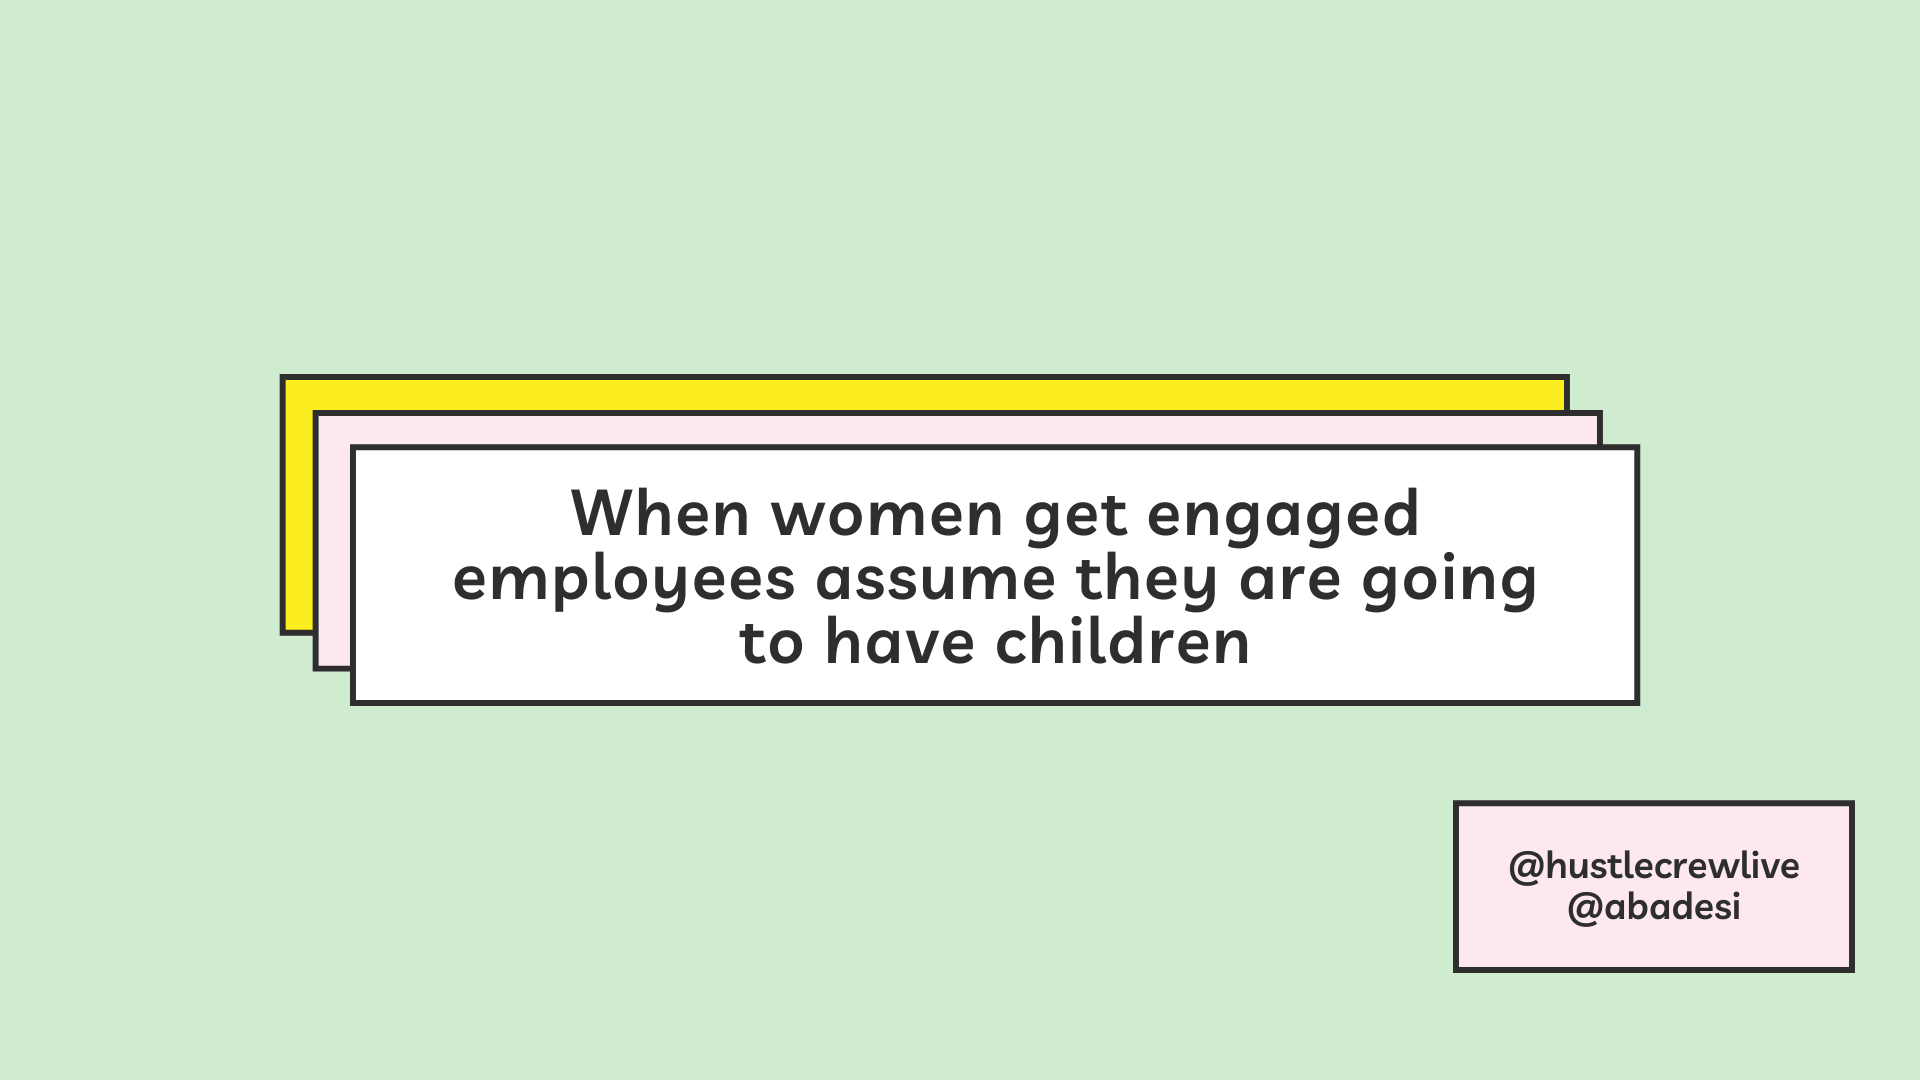 When women get engaged
employees assume they are going
to have children
@hustlecrewlive
@abadesi